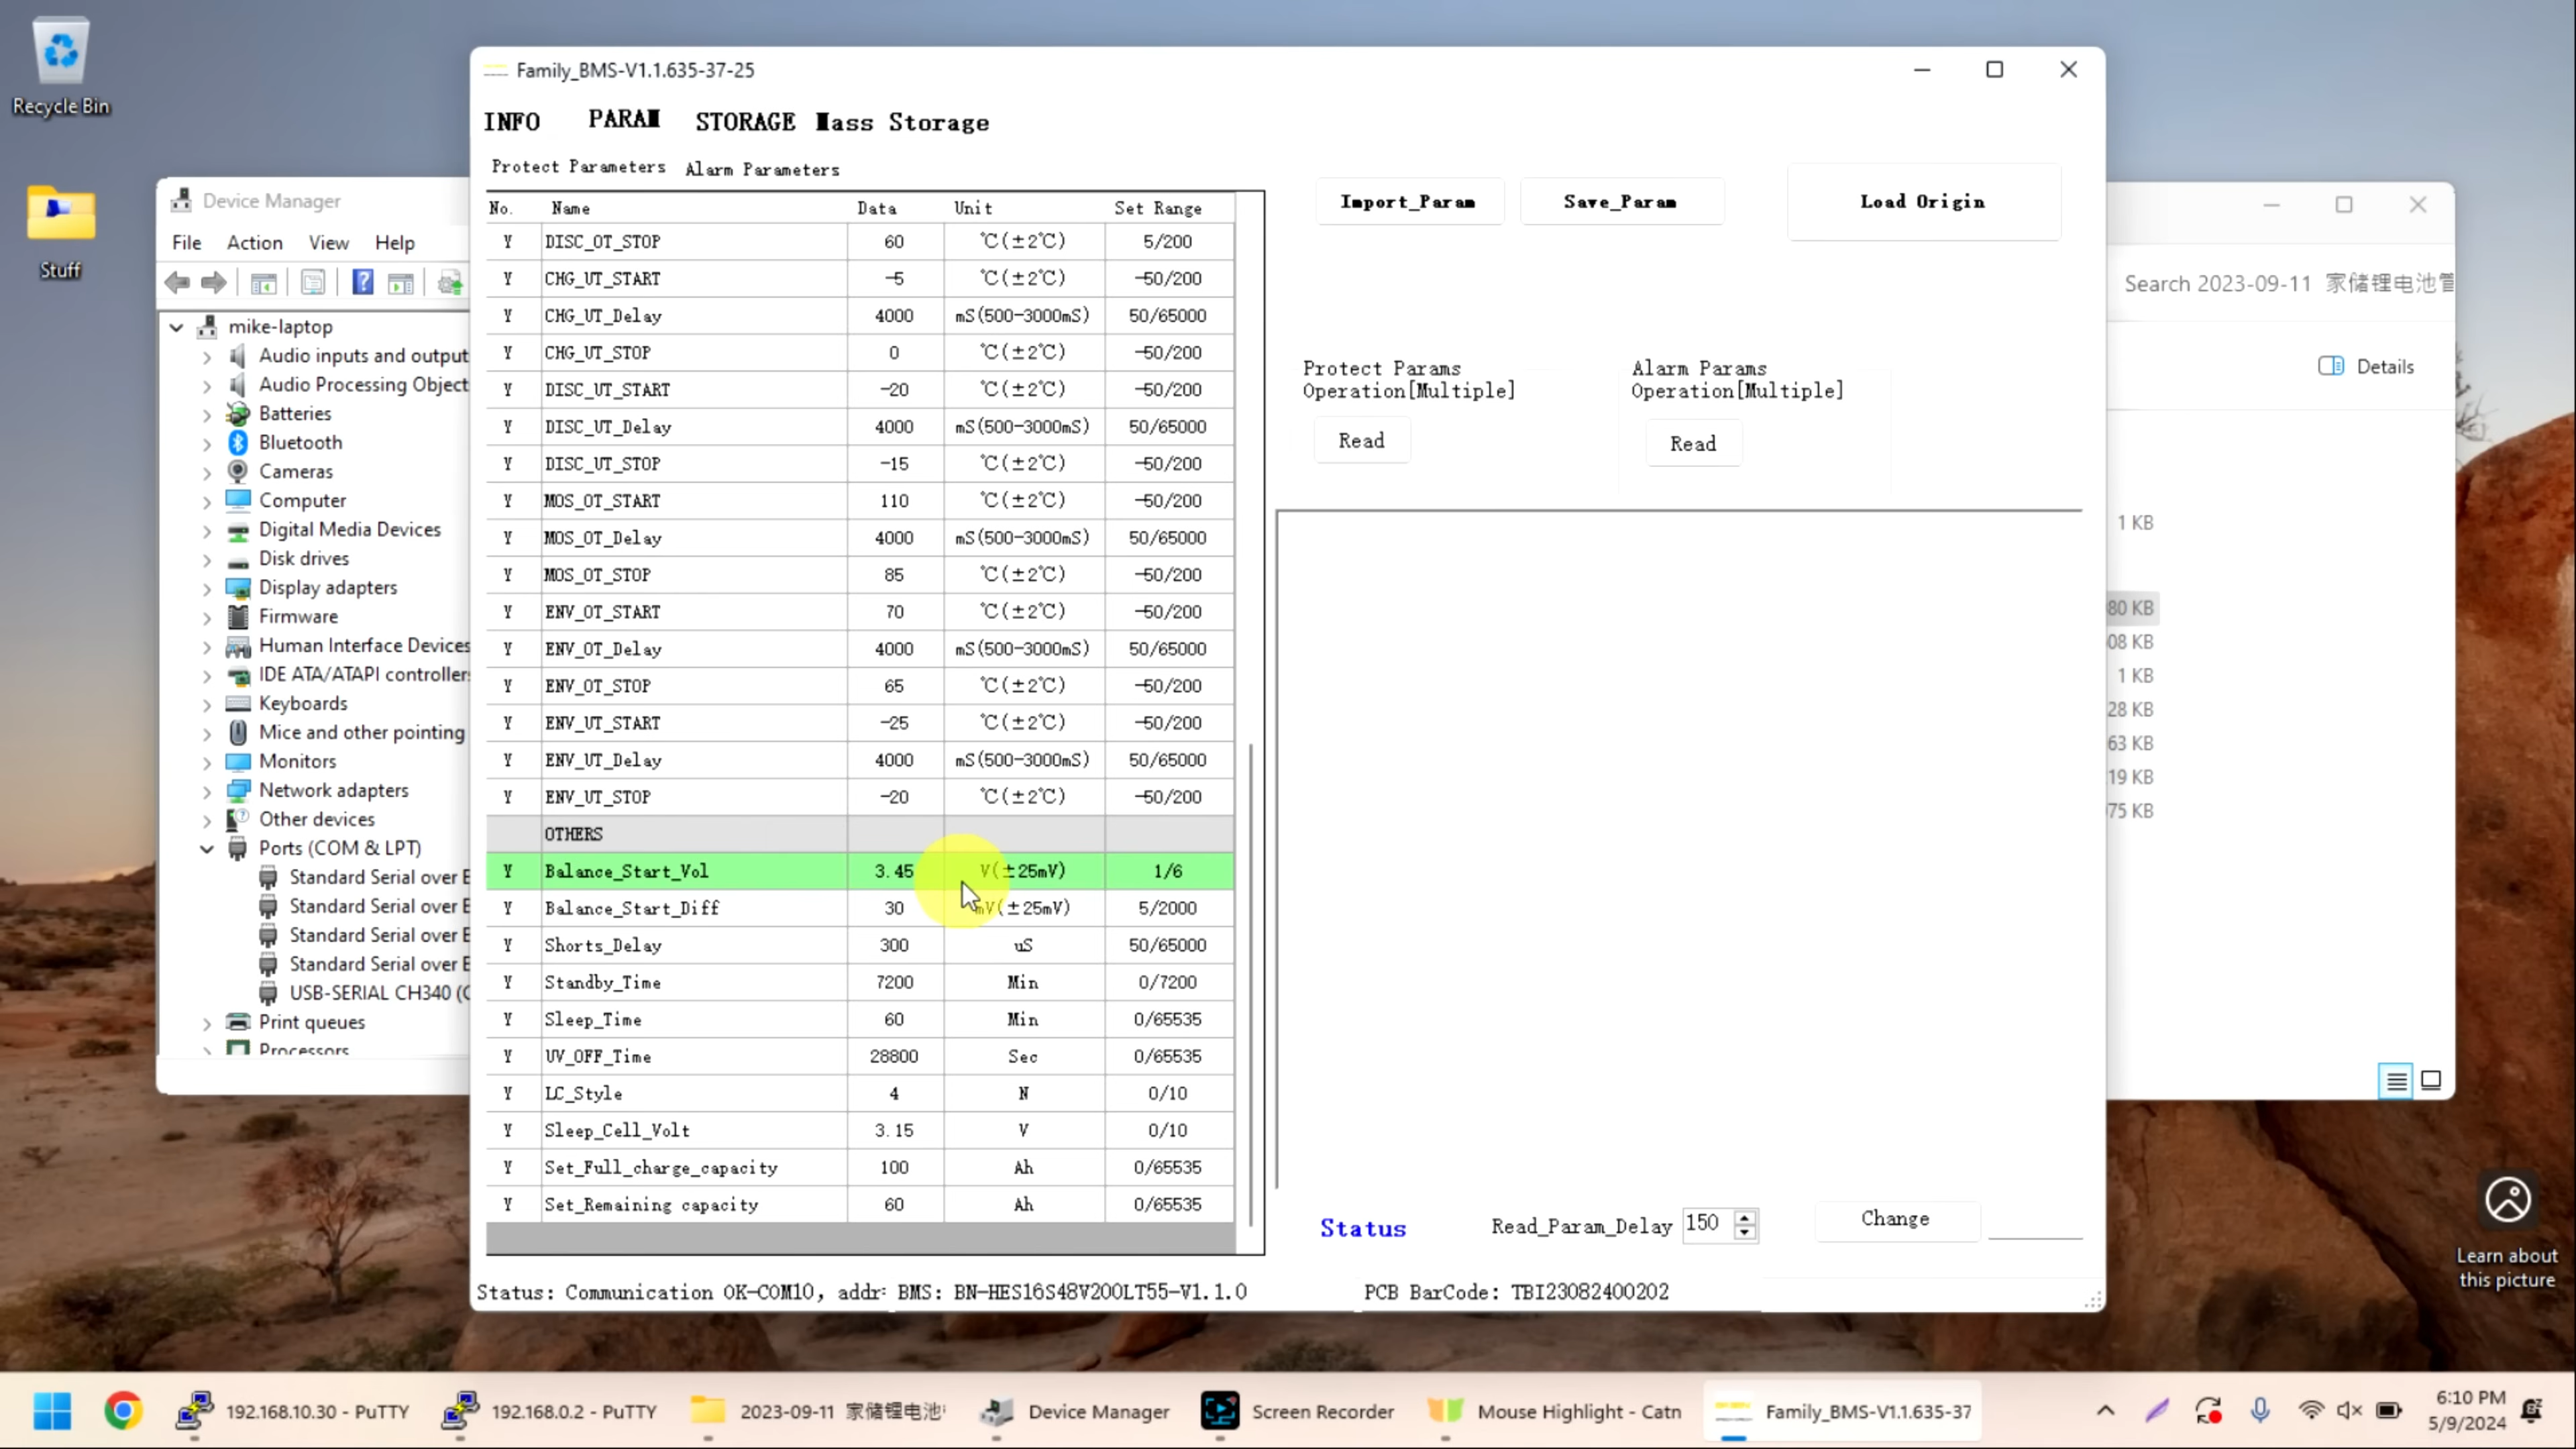 Recycle Bin
Stuff
Device Manager
File Action View Help
mike-laptop
Audio inputs and output
Audio Processing Object
Batteries
Bluetooth
Cameras
Computer
Digital Media Devices
Disk drives
Display adapters
Firmware
Human Interface Devices
IDE ATA/ATAPI controller
Keyboards
Mice and other pointing
Monitors
Network adapters
Other devices
Ports (COM & LPT)
Standard Serial over B
Standard Serial over B
Standard Serial over B
Standard Serial over B
USB-SERIAL CH340 (C
Print queues
Processors
Family_BMS-V1.1.635-37-25
INFO PARAM STORAGE Mass Storage
Protect Parameters Alarm Parameters
No. Name Data Unit Set Range
Y DISC_OT_STOP 60 ℃(±2℃) 5/200
Y CHG_UT_START -5 ℃(±2℃) -50/200
Y CHG_UT_Delay 4000 mS(500-3000mS) 50/65000
Y CHG_UT_STOP 0 ℃(±2℃) -50/200
Y DISC_UT_START -20 ℃(±2℃) -50/200
Y DISC_UT_Delay 4000 mS(500-3000mS) 50/65000
Y DISC_UT_STOP -15 ℃(±2℃) -50/200
Y MOS_OT_START 110 ℃(±2℃) -50/200
Y MOS_OT_Delay 4000 mS(500-3000mS) 50/65000
Y MOS_OT_STOP 85 ℃(±2℃) -50/200
Y ENV_OT_START 70 ℃(±2℃) -50/200
Y ENV_OT_Delay 4000 mS(500-3000mS) 50/65000
Y ENV_OT_STOP 65 ℃(±2℃) -50/200
Y ENV_UT_START -25 ℃(±2℃) -50/200
Y ENV_UT_Delay 4000 mS(500-3000mS) 50/65000
Y ENV_UT_STOP -20 ℃(±2℃) -50/200
OTHERS
Y Balance_Start_Vol 3.45 V(±25mV) 1/6
Y Balance_Start_Diff 30 mV(±25mV) 5/2000
Y Shorts_Delay 300 uS 50/65000
Y Standby_Time 7200 Min 0/7200
Y Sleep_Time 60 Min 0/65535
Y UV_OFF_Time 28800 Sec 0/65535
Y LC_Style 4 N 0/10
Y Sleep_Cell_Volt 3.15 V 0/10
Y Set_Full_charge_capacity 100 Ah 0/65535
Y Set_Remaining capacity 60 Ah 0/65535
Import_Param Save_Param Load Origin
Protect Params
Operation[Multiple]
Read
Alarm Params
Operation[Multiple]
Read
Status Read_Param_Delay 150 Change
Status: Communication OK-COM10, addr: BMS: BN-HES16S48V200LT55-V1.1.0 PCB BarCode: TBI23082400202
Search 2023-09-11 家储锂电池管
Details
1 KB
80 KB
08 KB
1 KB
28 KB
63 KB
19 KB
75 KB
Learn about
this picture
192.168.10.30 - PuTTY 192.168.0.2 - PuTTY 2023-09-11 家储锂电池 Device Manager Screen Recorder Mouse Highlight - Catn Family_BMS-V1.1.635-37
6:10 PM
5/9/2024